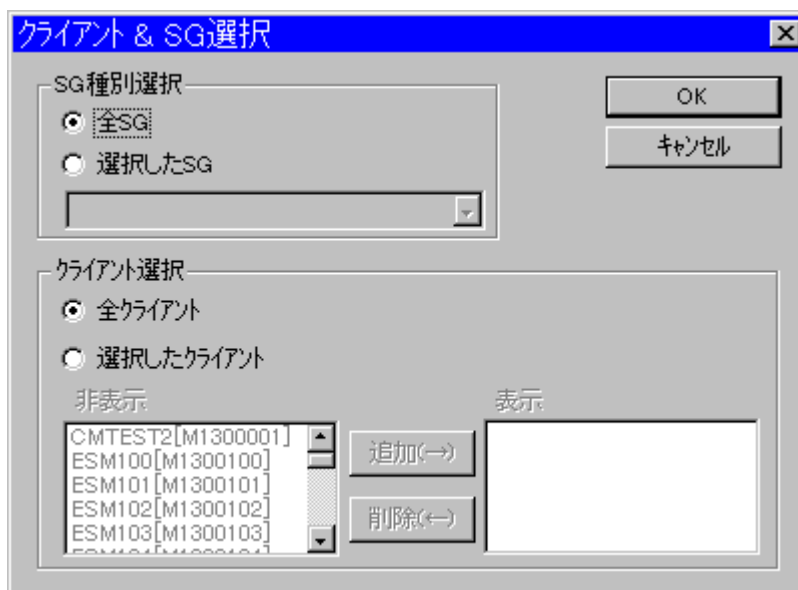 クライアント & SG選択
SG種別選択
全SG
選択したSG
OK
キャンセル
クライアント選択
全クライアント
選択したクライアント
非表示
CMTEST2[M1300001]
ESM100[M1300100]
ESM101[M1300101]
ESM102[M1300102]
ESM103[M1300103]
追加(→)
削除(←)
表示